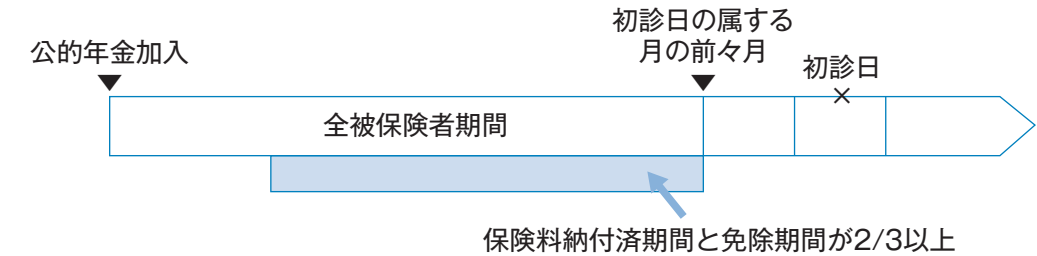 初診日の属する
月の前々月
公的年金加入
初診日
全被保険者期間
保険料納付済期間と免除期間が2/3以上